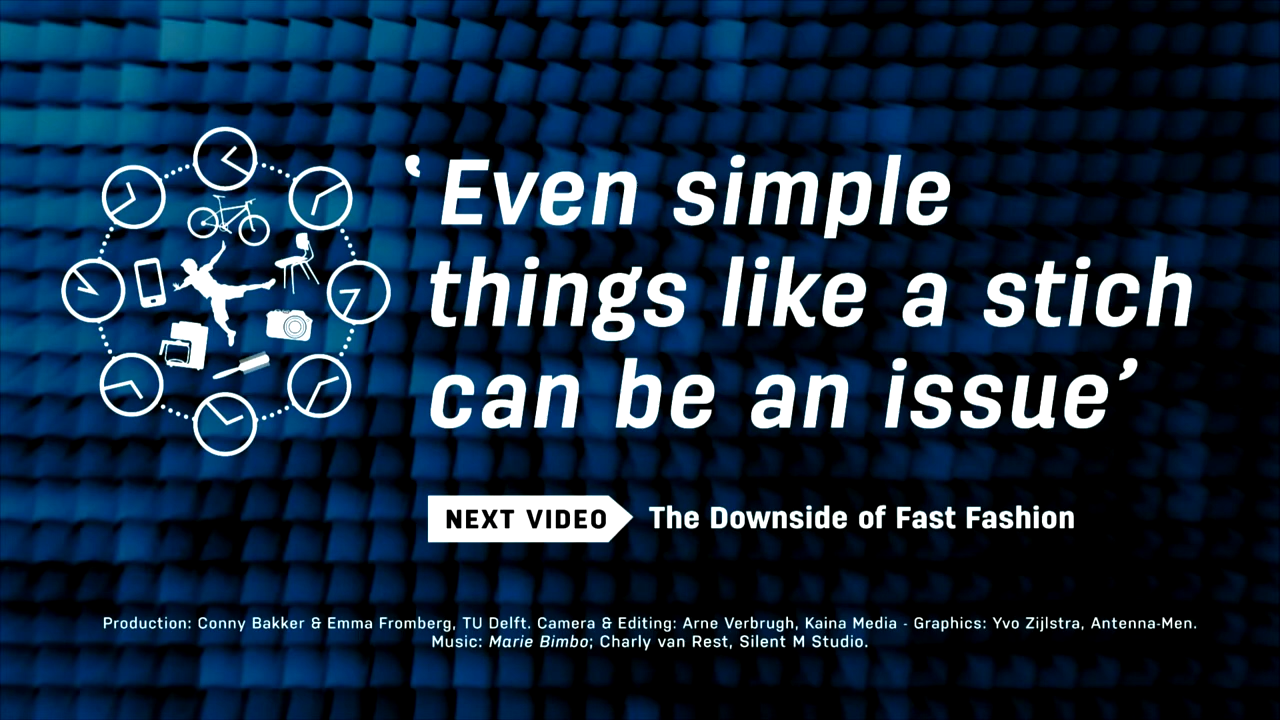 ‘Even simple
things like a stich
can be an issue’
NEXT VIDEO The Downside of Fast Fashion
Production: Conny Bakker & Emma Fromberg, TU Delft. Camera & Editing: Arne Verbrugh, Kaina Media - Graphics: Yvo Zijlstra, Antenna-Men.
Music: Marie Bimbo; Charly van Rest, Silent M Studio.